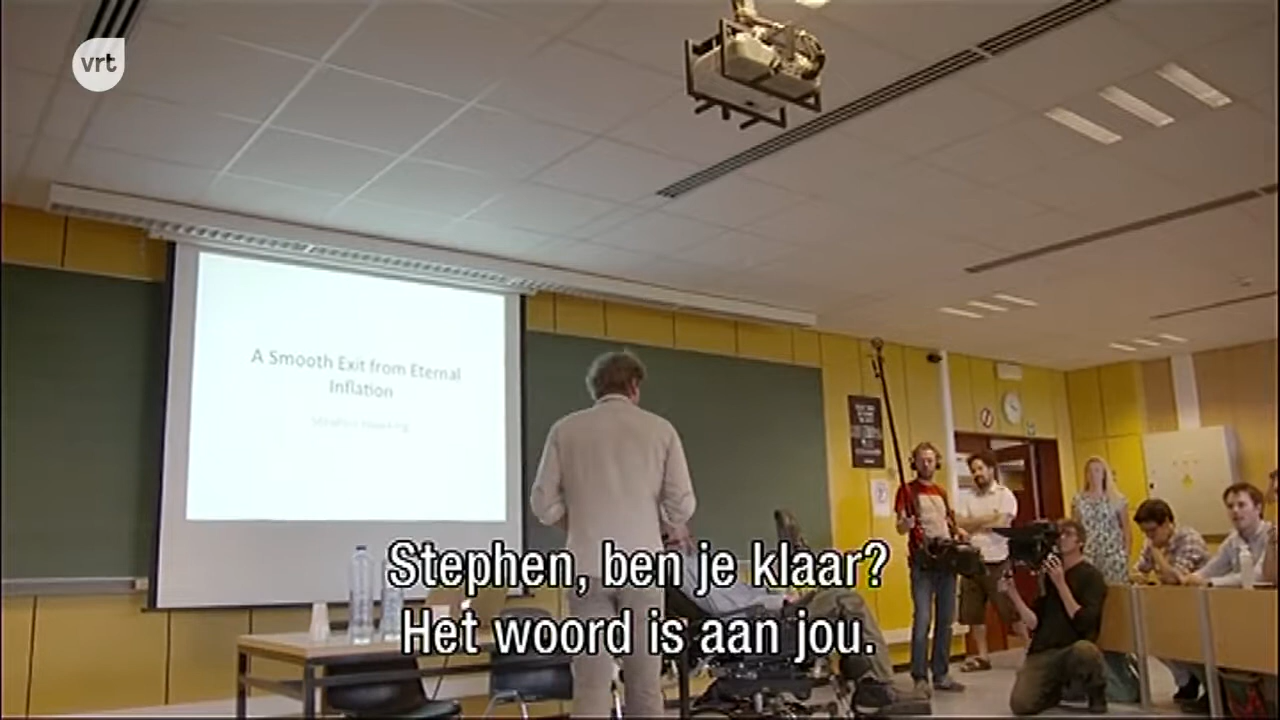 vrt
A Smooth Exit from Eternal
Inflation
Stephen, ben je klaar?
Het woord is aan jou.